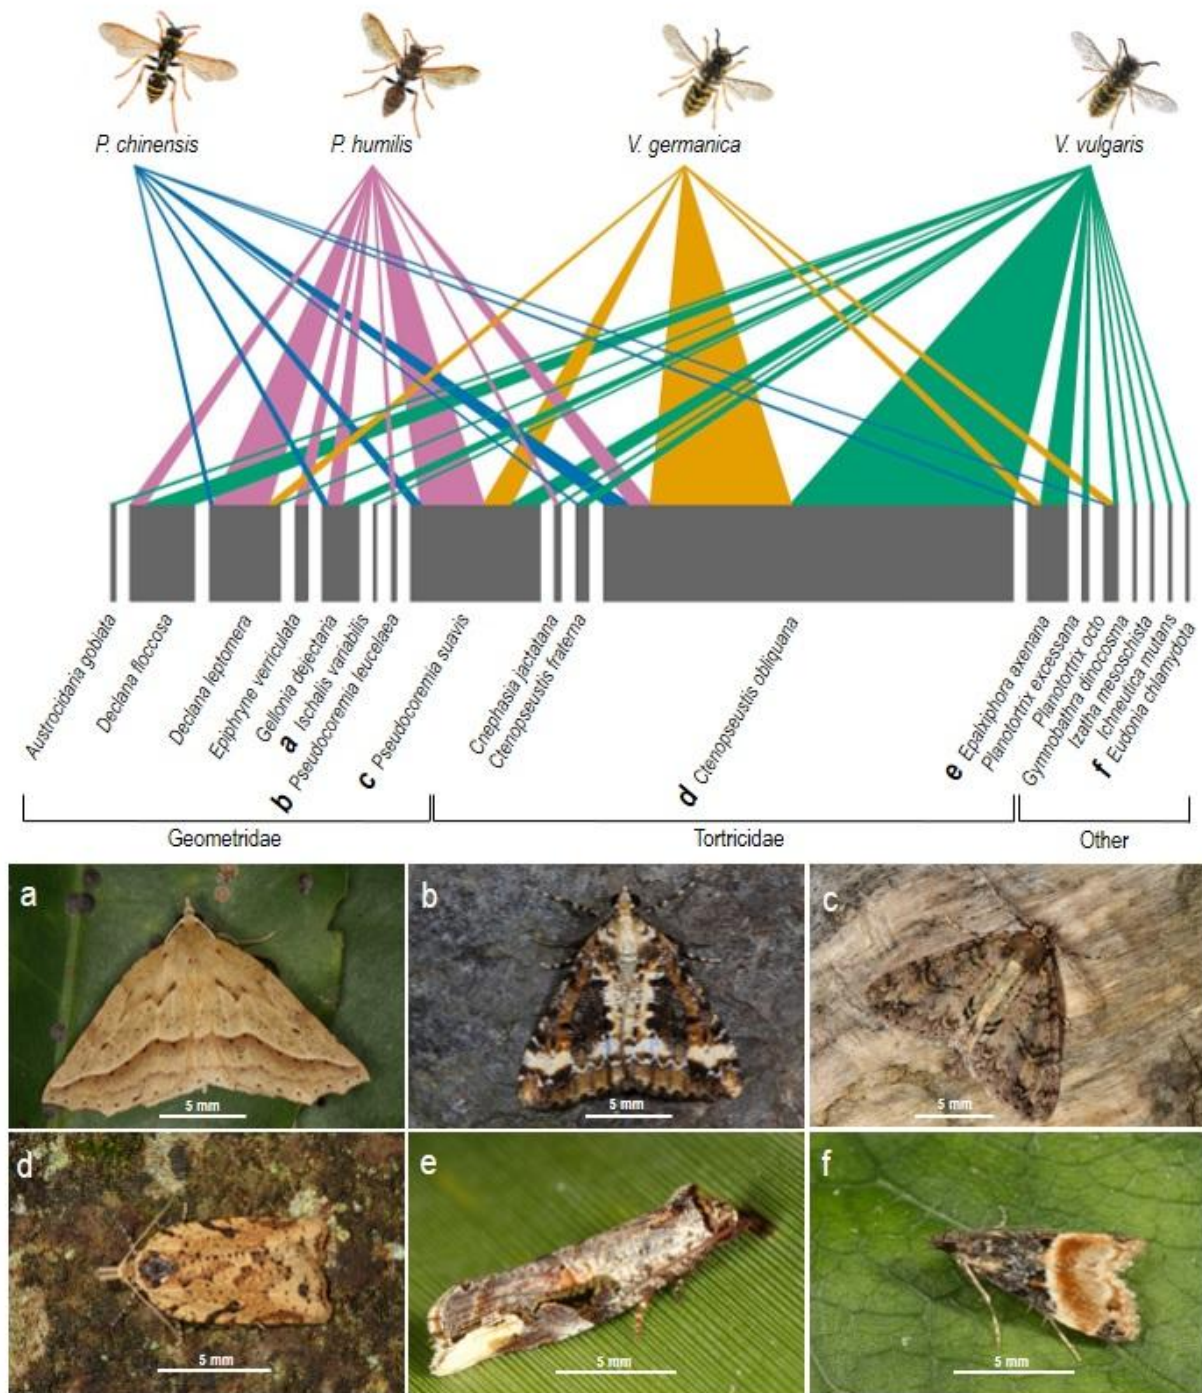 P. chinensis
P. humilis
V. germanica
V. vulgaris
Austrocidaria gobiata
Declana floccosa
Declana leptomera
Epiphryne verriculata
Gellonia dejectaria
a Ischalis variabilis
b Pseudocoremia leucelaea
c Pseudocoremia suavis
Cnephasia jactatana
Ctenopseustis fraterna
d Ctenopseustis obliquana
e Epalxiphora axenana
Planotortrix excessana
Planotortrix octo
Gymnobathra dinocosma
Izatha mesoschista
Ichneutica mutans
f Eudonia chlamydota
Geometridae
Tortricidae
Other
a
5 mm
b
5 mm
c
5 mm
d
5 mm
e
5 mm
f
5 mm